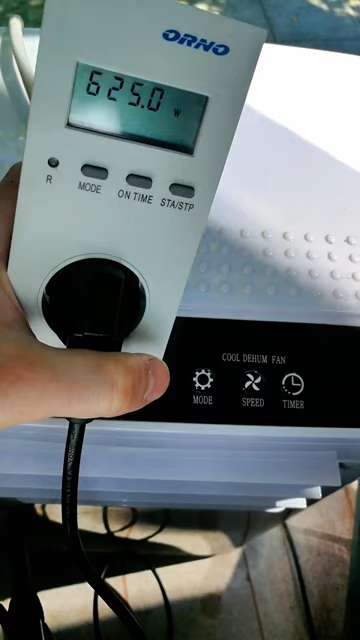 ORNO
625.0 W
R MODE ON TIME STA/STP
COOL DEHUM FAN
MODE SPEED TIMER